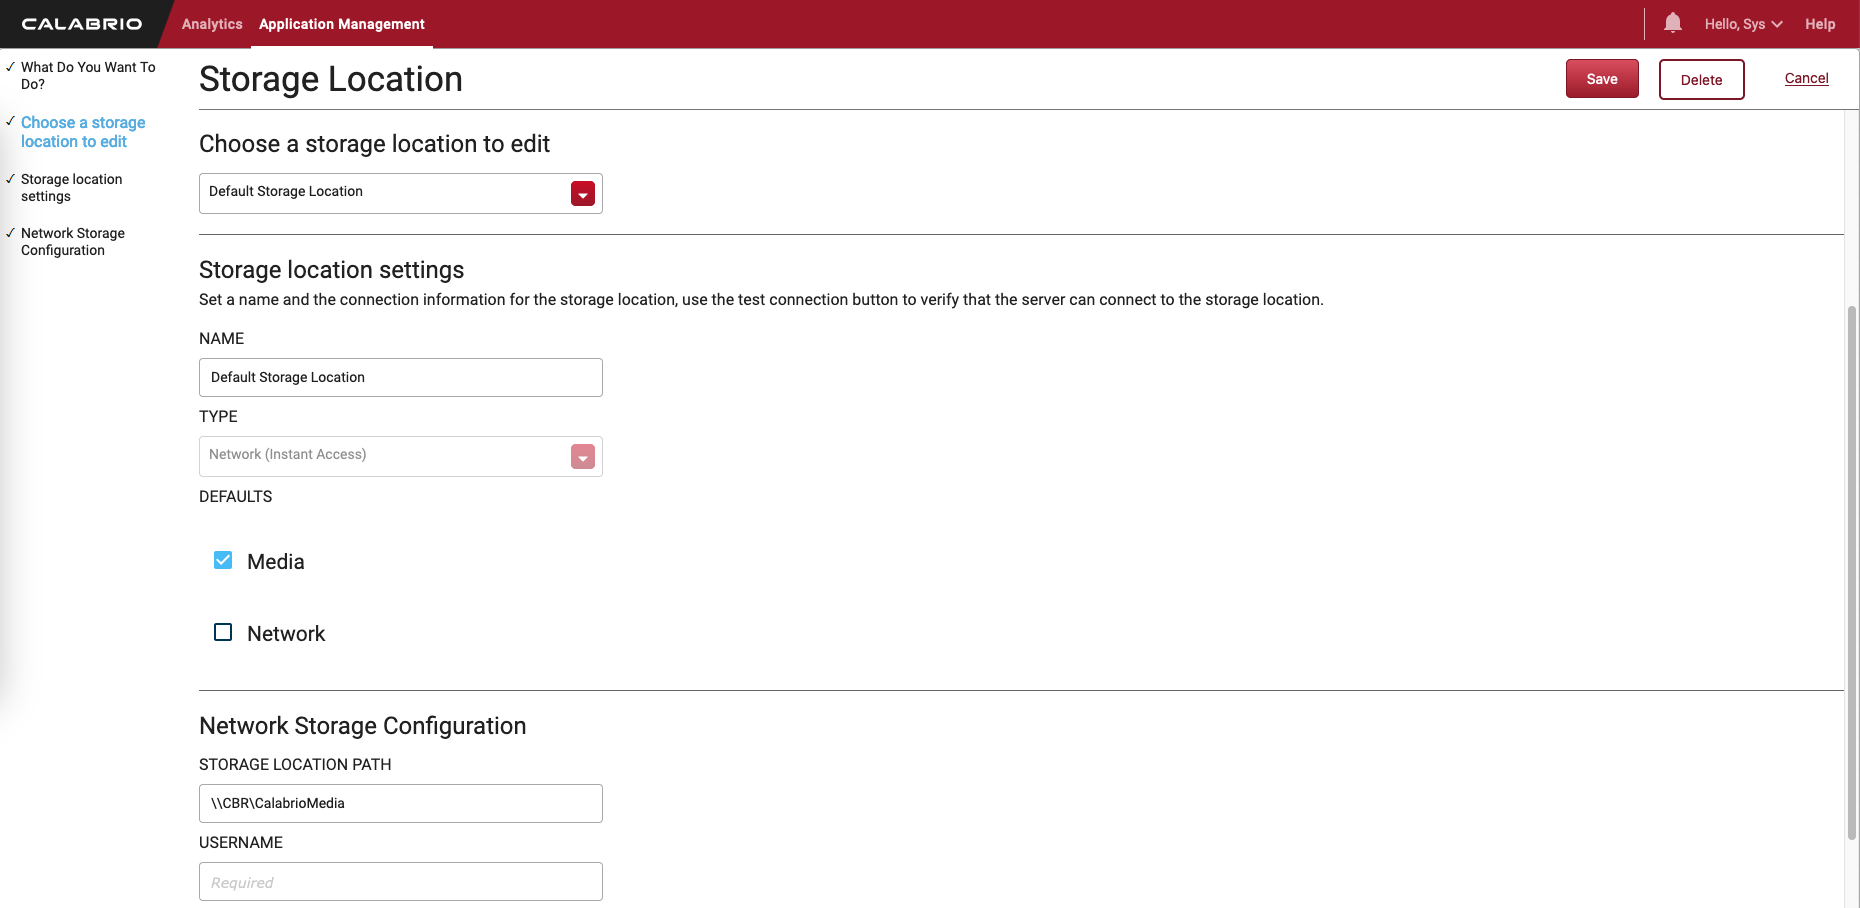 CALABRIO
Analytics
Application Management
Hello, Sys
Help
What Do You Want To
Do?
Choose a storage
location to edit
Storage location
settings
Network Storage
Configuration
Storage Location
Save
Delete
Cancel
Choose a storage location to edit
Default Storage Location
Storage location settings
Set a name and the connection information for the storage location, use the test connection button to verify that the server can connect to the storage location.
NAME
Default Storage Location
TYPE
Network (Instant Access)
DEFAULTS
Media
Network
Network Storage Configuration
STORAGE LOCATION PATH
\\CBR\CalabrioMedia
USERNAME
Required